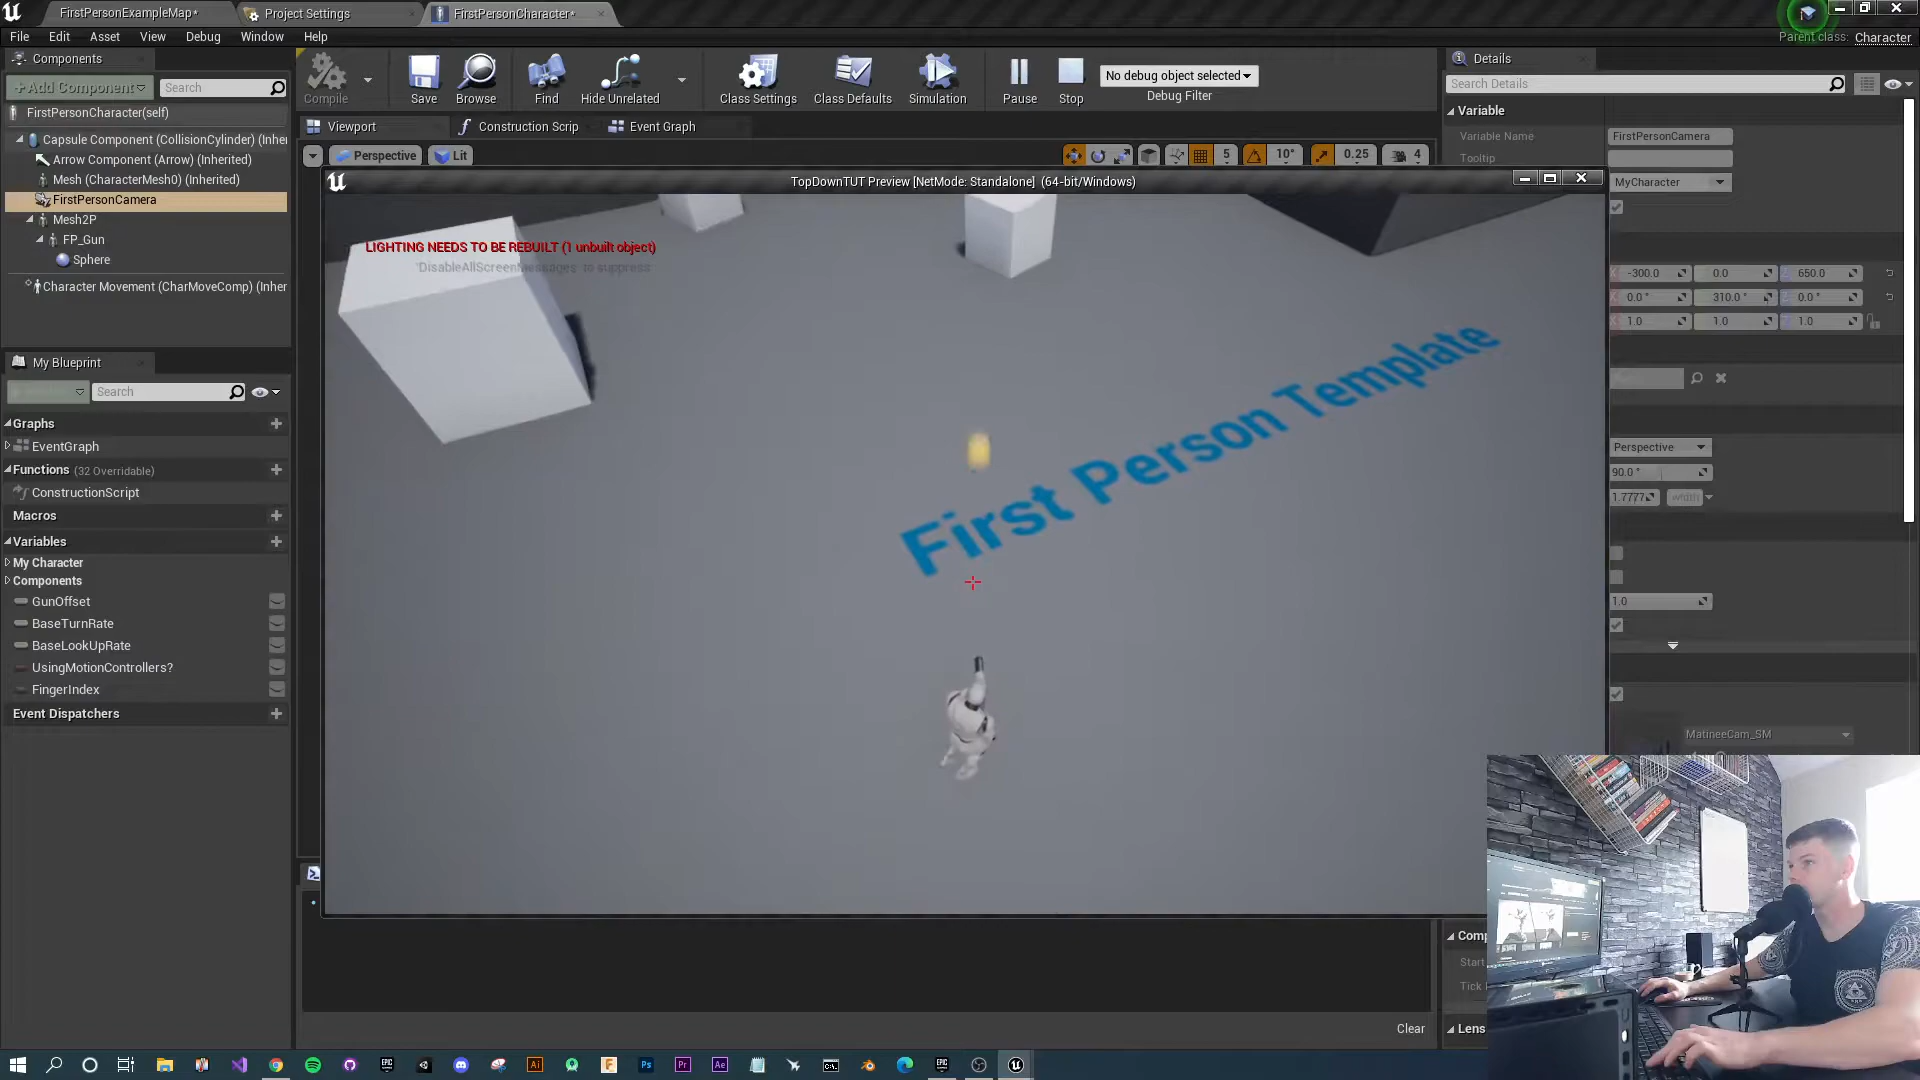 FirstPersonExampleMap*
Project Settings
FirstPersonCharacter*
Parent class: Character
File Edit Asset View Debug Window Help
Components
+Add Component
Search
FirstPersonCharacter(self)
Capsule Component (CollisionCylinder) (Inher
Arrow Component (Arrow) (Inherited)
Mesh (CharacterMesh0) (Inherited)
FirstPersonCamera
Mesh2P
FP_Gun
Sphere
Character Movement (CharMoveComp) (Inher
My Blueprint
Search
Graphs
EventGraph
Functions (32 Overridable)
ConstructionScript
Macros
Variables
My Character
Components
GunOffset
BaseTurnRate
BaseLookUpRate
UsingMotionControllers?
FingerIndex
Event Dispatchers
Compile
Save
Browse
Find
Hide Unrelated
Class Settings
Class Defaults
Simulation
Pause
Stop
No debug object selected
Debug Filter
Viewport
Construction Scrip
Event Graph
Perspective
Lit
5
10°
0.25
4
TopDownTUT Preview [NetMode: Standalone] (64-bit/Windows)
LIGHTING NEEDS TO BE REBUILT (1 unbuilt object)
'DisableAllScreenMessages' to suppress
First Person Template
Clear
Details
Search Details
Variable
Variable Name
FirstPersonCamera
Tooltip
MyCharacter
X -300.0 0.0 650.0
0.0° 310.0° 0.0°
1.0 1.0 1.0
Perspective
90.0°
1.7777
width
1.0
MatineeCam_SM
Comp
Start
Tick
Lens